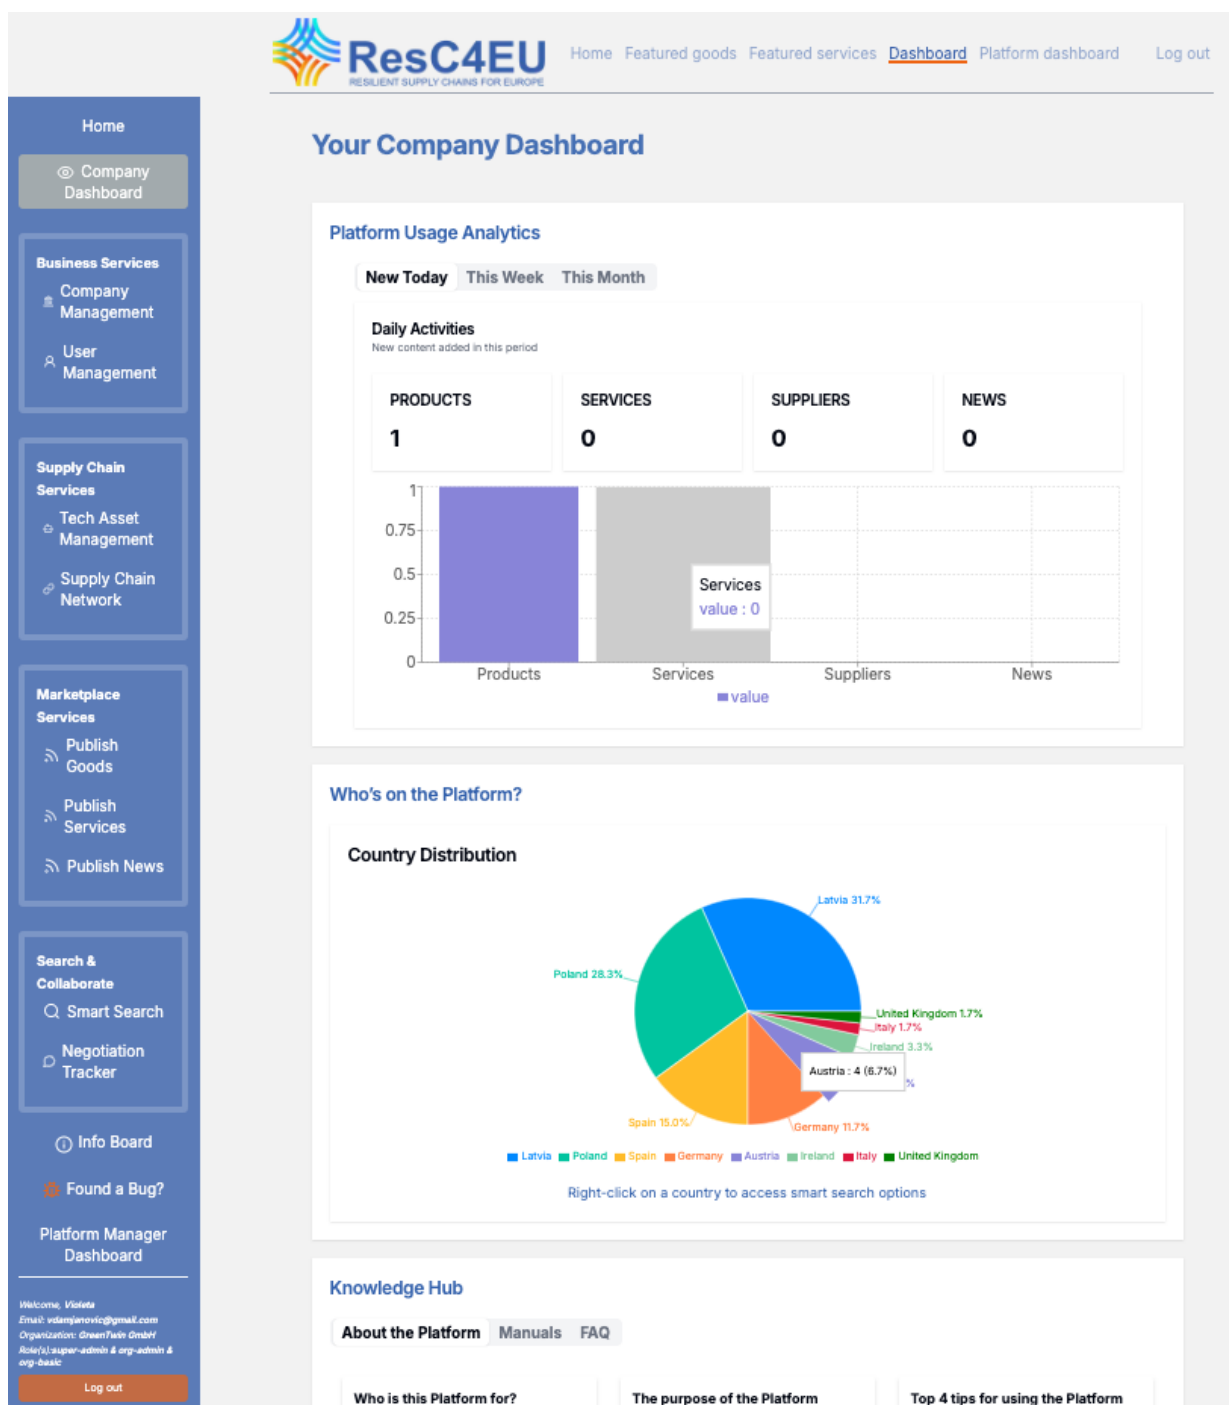 ResC4EU
RESILIENT SUPPLY CHAINS FOR EUROPE
Home Featured goods Featured services Dashboard Platform dashboard Log out
Home
Company
Dashboard
Business Services
Company
Management
User
Management
Supply Chain
Services
Tech Asset
Management
Supply Chain
Network
Marketplace
Services
Publish
Goods
Publish
Services
Publish News
Search &
Collaborate
Smart Search
Negotiation
Tracker
Info Board
Found a Bug?
Platform Manager
Dashboard
Welcome, Violeta
Email: vdamjanovic@gmail.com
Organization: GreenTwin GmbH
Role(s):super-admin & org-admin &
org-basic
Log out
Your Company Dashboard
Platform Usage Analytics
New Today This Week This Month
Daily Activities
New content added in this period
PRODUCTS SERVICES SUPPLIERS NEWS
1 0 0 0
1
0.75
0.5
0.25
0
Services
value : 0
Products Services Suppliers News
value
Who's on the Platform?
Country Distribution
Latvia 31.7%
Poland 28.3%
United Kingdom 1.7%
Italy 1.7%
Ireland 3.3%
Austria : 4 (6.7%)
%
Spain 15.0%
Germany 11.7%
Latvia Poland Spain Germany Austria Ireland Italy United Kingdom
Right-click on a country to access smart search options
Knowledge Hub
About the Platform Manuals FAQ
Who is this Platform for? The purpose of the Platform Top 4 tips for using the Platform